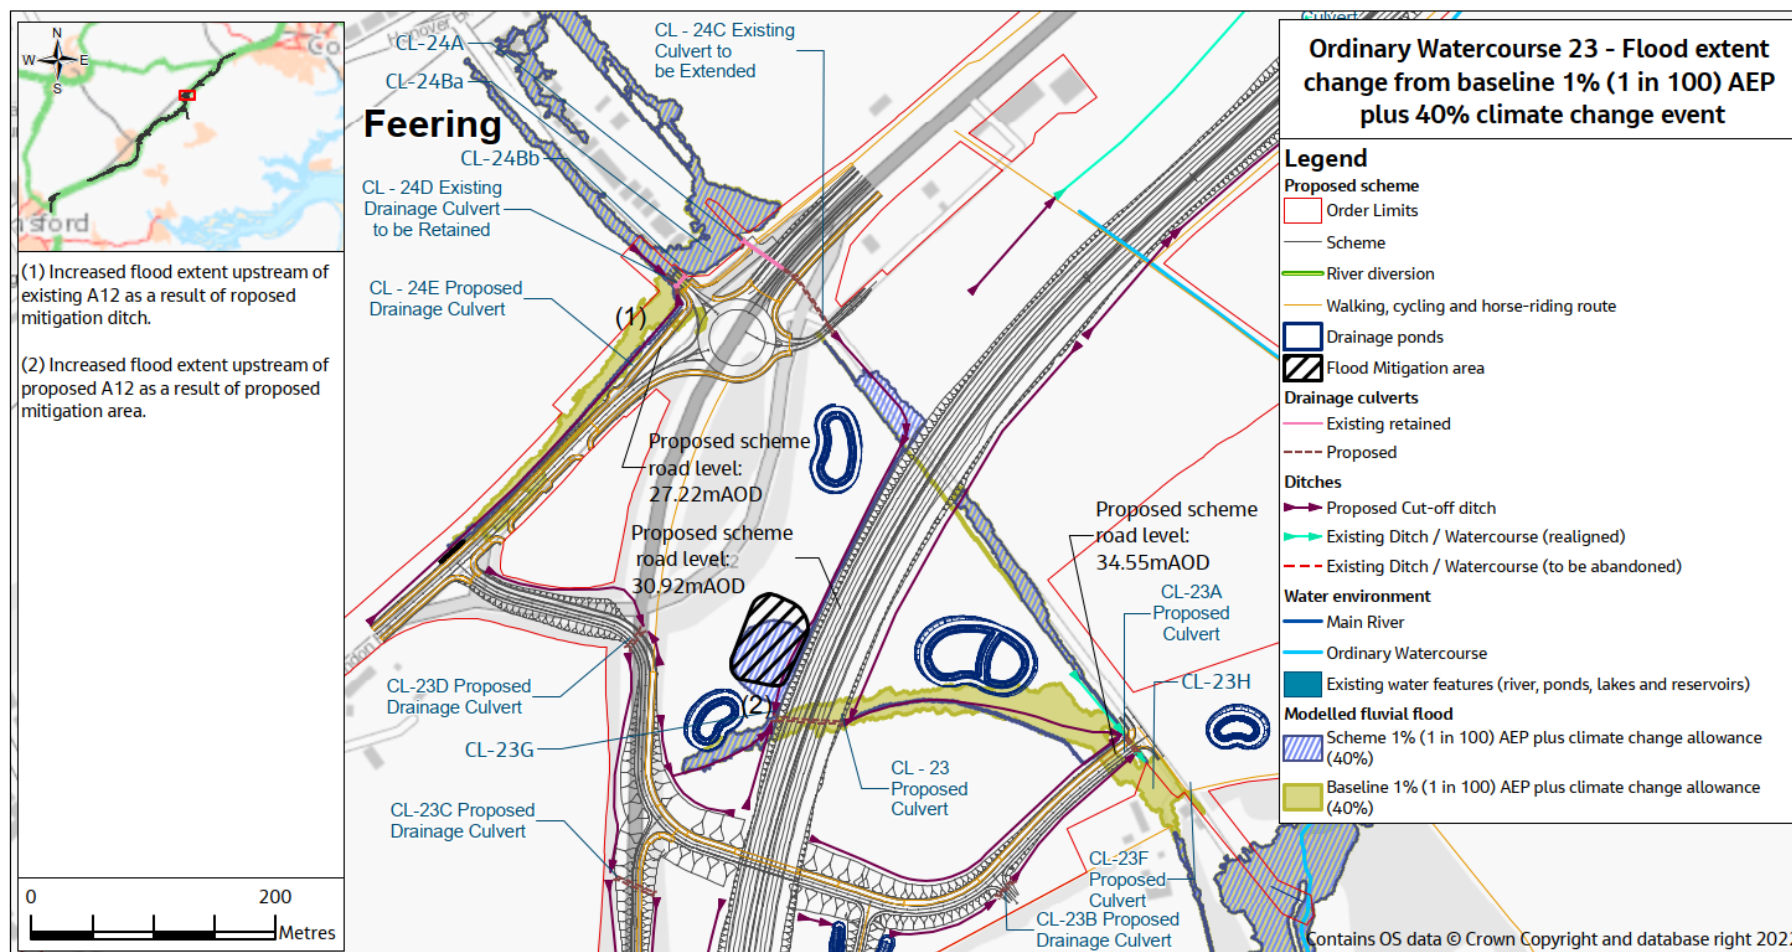 N
W
E
S
(1) Increased flood extent upstream of
existing A12 as a result of roposed
mitigation ditch.
(2) Increased flood extent upstream of
proposed A12 as a result of proposed
mitigation area.
0
200
Metres
CL-24A
CL-24Ba
Feering
CL-24Bb
CL - 24D Existing
Drainage Culvert
to be Retained
CL - 24E Proposed
Drainage Culvert
(1)
CL - 24C Existing
Culvert to
be Extended
Culvert
Proposed scheme
road level:
27.22mAOD
Proposed scheme
road level:
30.92mAOD
Proposed scheme
road level:
34.55mAOD
CL-23A
Proposed
Culvert
CL-23H
CL-23D Proposed
Drainage Culvert
(2)
CL-23G
CL - 23
Proposed
Culvert
CL-23C Proposed
Drainage Culvert
CL-23F
Proposed
Culvert
CL-23B Proposed
Drainage Culvert
Ordinary Watercourse 23 - Flood extent
change from baseline 1% (1 in 100) AEP
plus 40% climate change event
Legend
Proposed scheme
Order Limits
Scheme
River diversion
Walking, cycling and horse-riding route
Drainage ponds
Flood Mitigation area
Drainage culverts
Existing retained
Proposed
Ditches
Proposed Cut-off ditch
Existing Ditch / Watercourse (realigned)
Existing Ditch / Watercourse (to be abandoned)
Water environment
Main River
Ordinary Watercourse
Existing water features (river, ponds, lakes and reservoirs)
Modelled fluvial flood
Scheme 1% (1 in 100) AEP plus climate change allowance
(40%)
Baseline 1% (1 in 100) AEP plus climate change allowance
(40%)
Contains OS data © Crown Copyright and database right 202